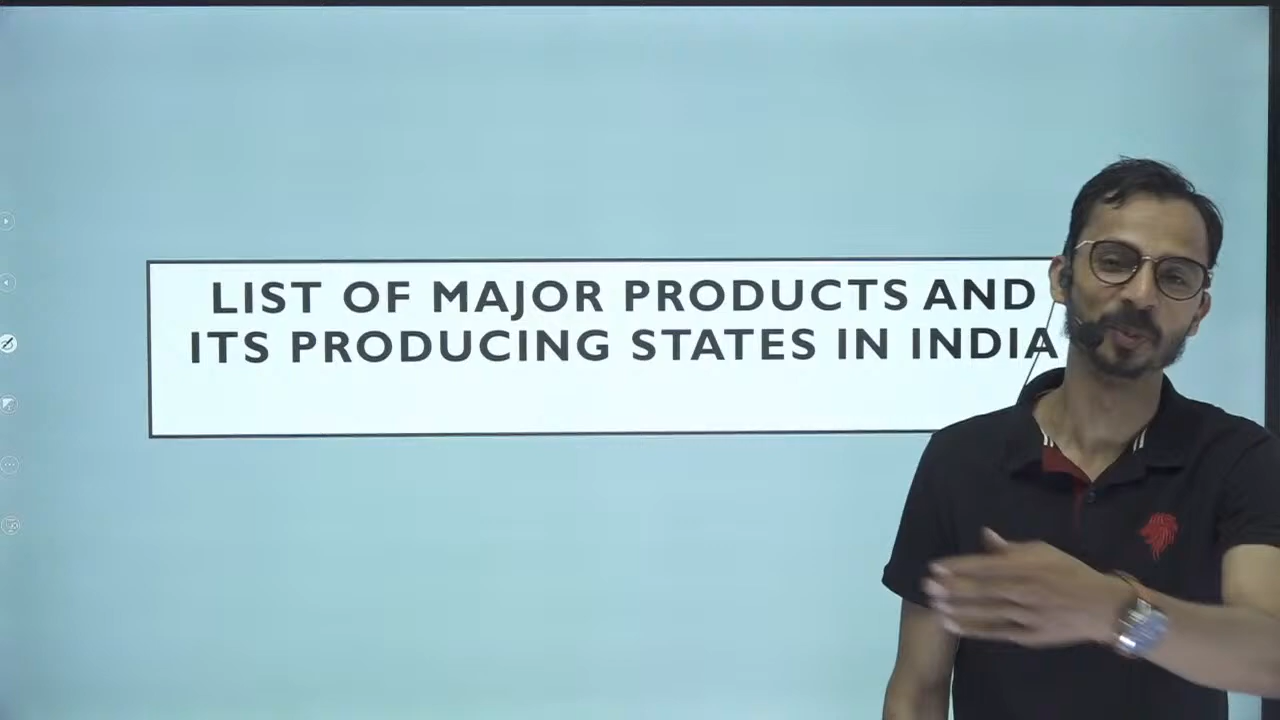 LIST OF MAJOR PRODUCTS AND
ITS PRODUCING STATES IN INDIA